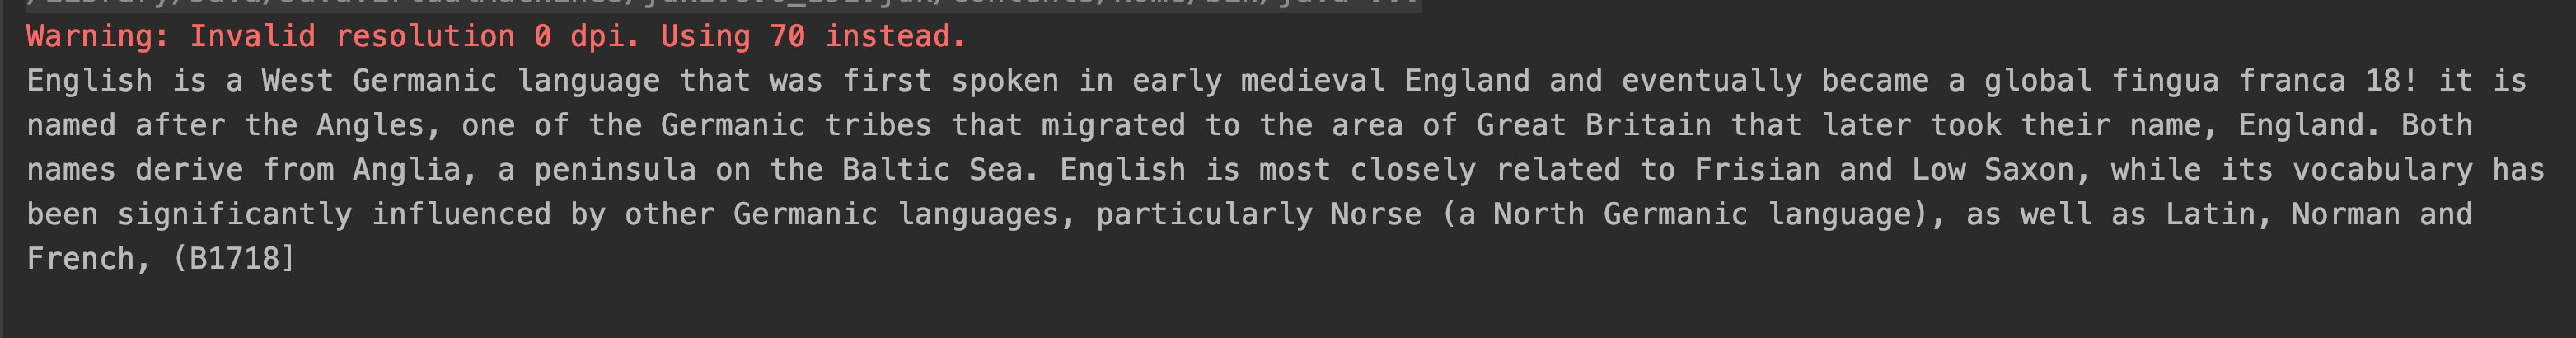 Warning: Invalid resolution 0 dpi. Using 70 instead.
English is a West Germanic language that was first spoken in early medieval England and eventually became a global fingua franca 18! it is
named after the Angles, one of the Germanic tribes that migrated to the area of Great Britain that later took their name, England. Both
names derive from Anglia, a peninsula on the Baltic Sea. English is most closely related to Frisian and Low Saxon, while its vocabulary has
been significantly influenced by other Germanic languages, particularly Norse (a North Germanic language), as well as Latin, Norman and
French, (B1718]